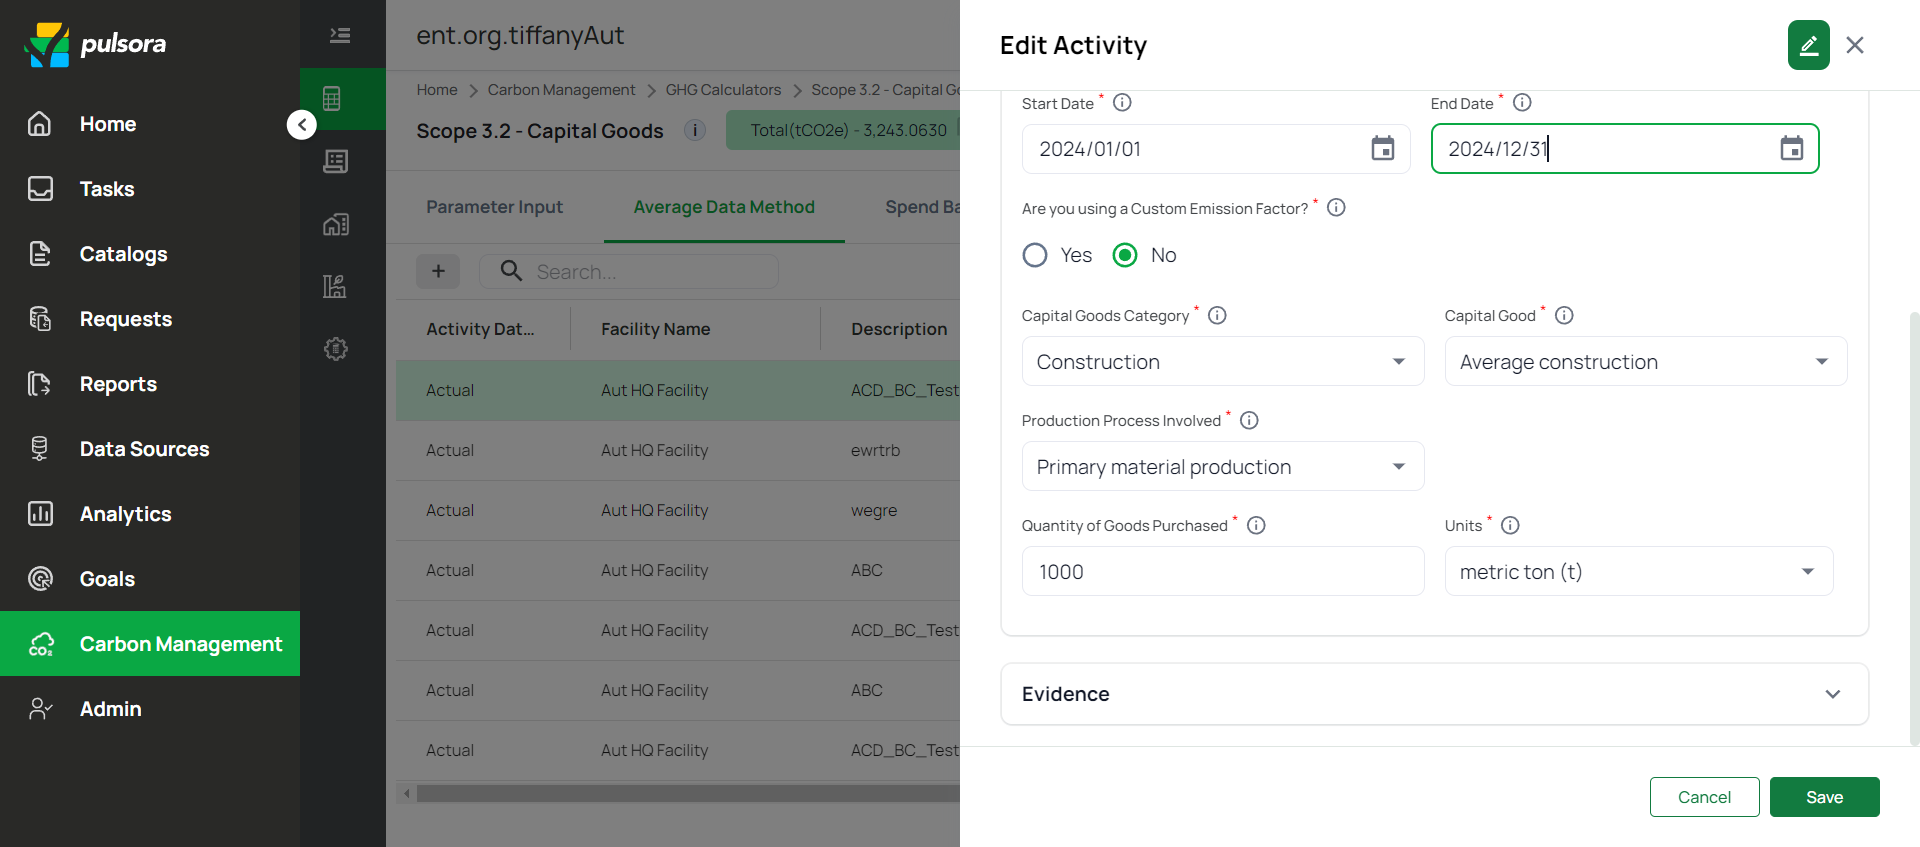 pulsora
Home
Tasks
Catalogs
Requests
Reports
Data Sources
Analytics
Goals
Carbon Management
Admin
ent.org.tiffanyAut
Home > Carbon Management > GHG Calculators > Scope 3.2 - Capital
Scope 3.2 - Capital Goods
Total(tCO2e) - 3,243.0630
Parameter Input
Average Data Method
Spend
Search...
Activity Dat... Facility Name Description
Actual Aut HQ Facility ACD_BC_Test
Actual Aut HQ Facility ewrtrb
Actual Aut HQ Facility wegre
Actual Aut HQ Facility ABC
Actual Aut HQ Facility ACD_BC_Test
Actual Aut HQ Facility ABC
Actual Aut HQ Facility ACD_BC_Test
Edit Activity
Start Date * End Date *
2024/01/01 2024/12/31
Are you using a Custom Emission Factor? *
Yes No
Capital Goods Category * Capital Good *
Construction Average construction
Production Process Involved *
Primary material production
Quantity of Goods Purchased * Units *
1000 metric ton (t)
Evidence
Cancel Save